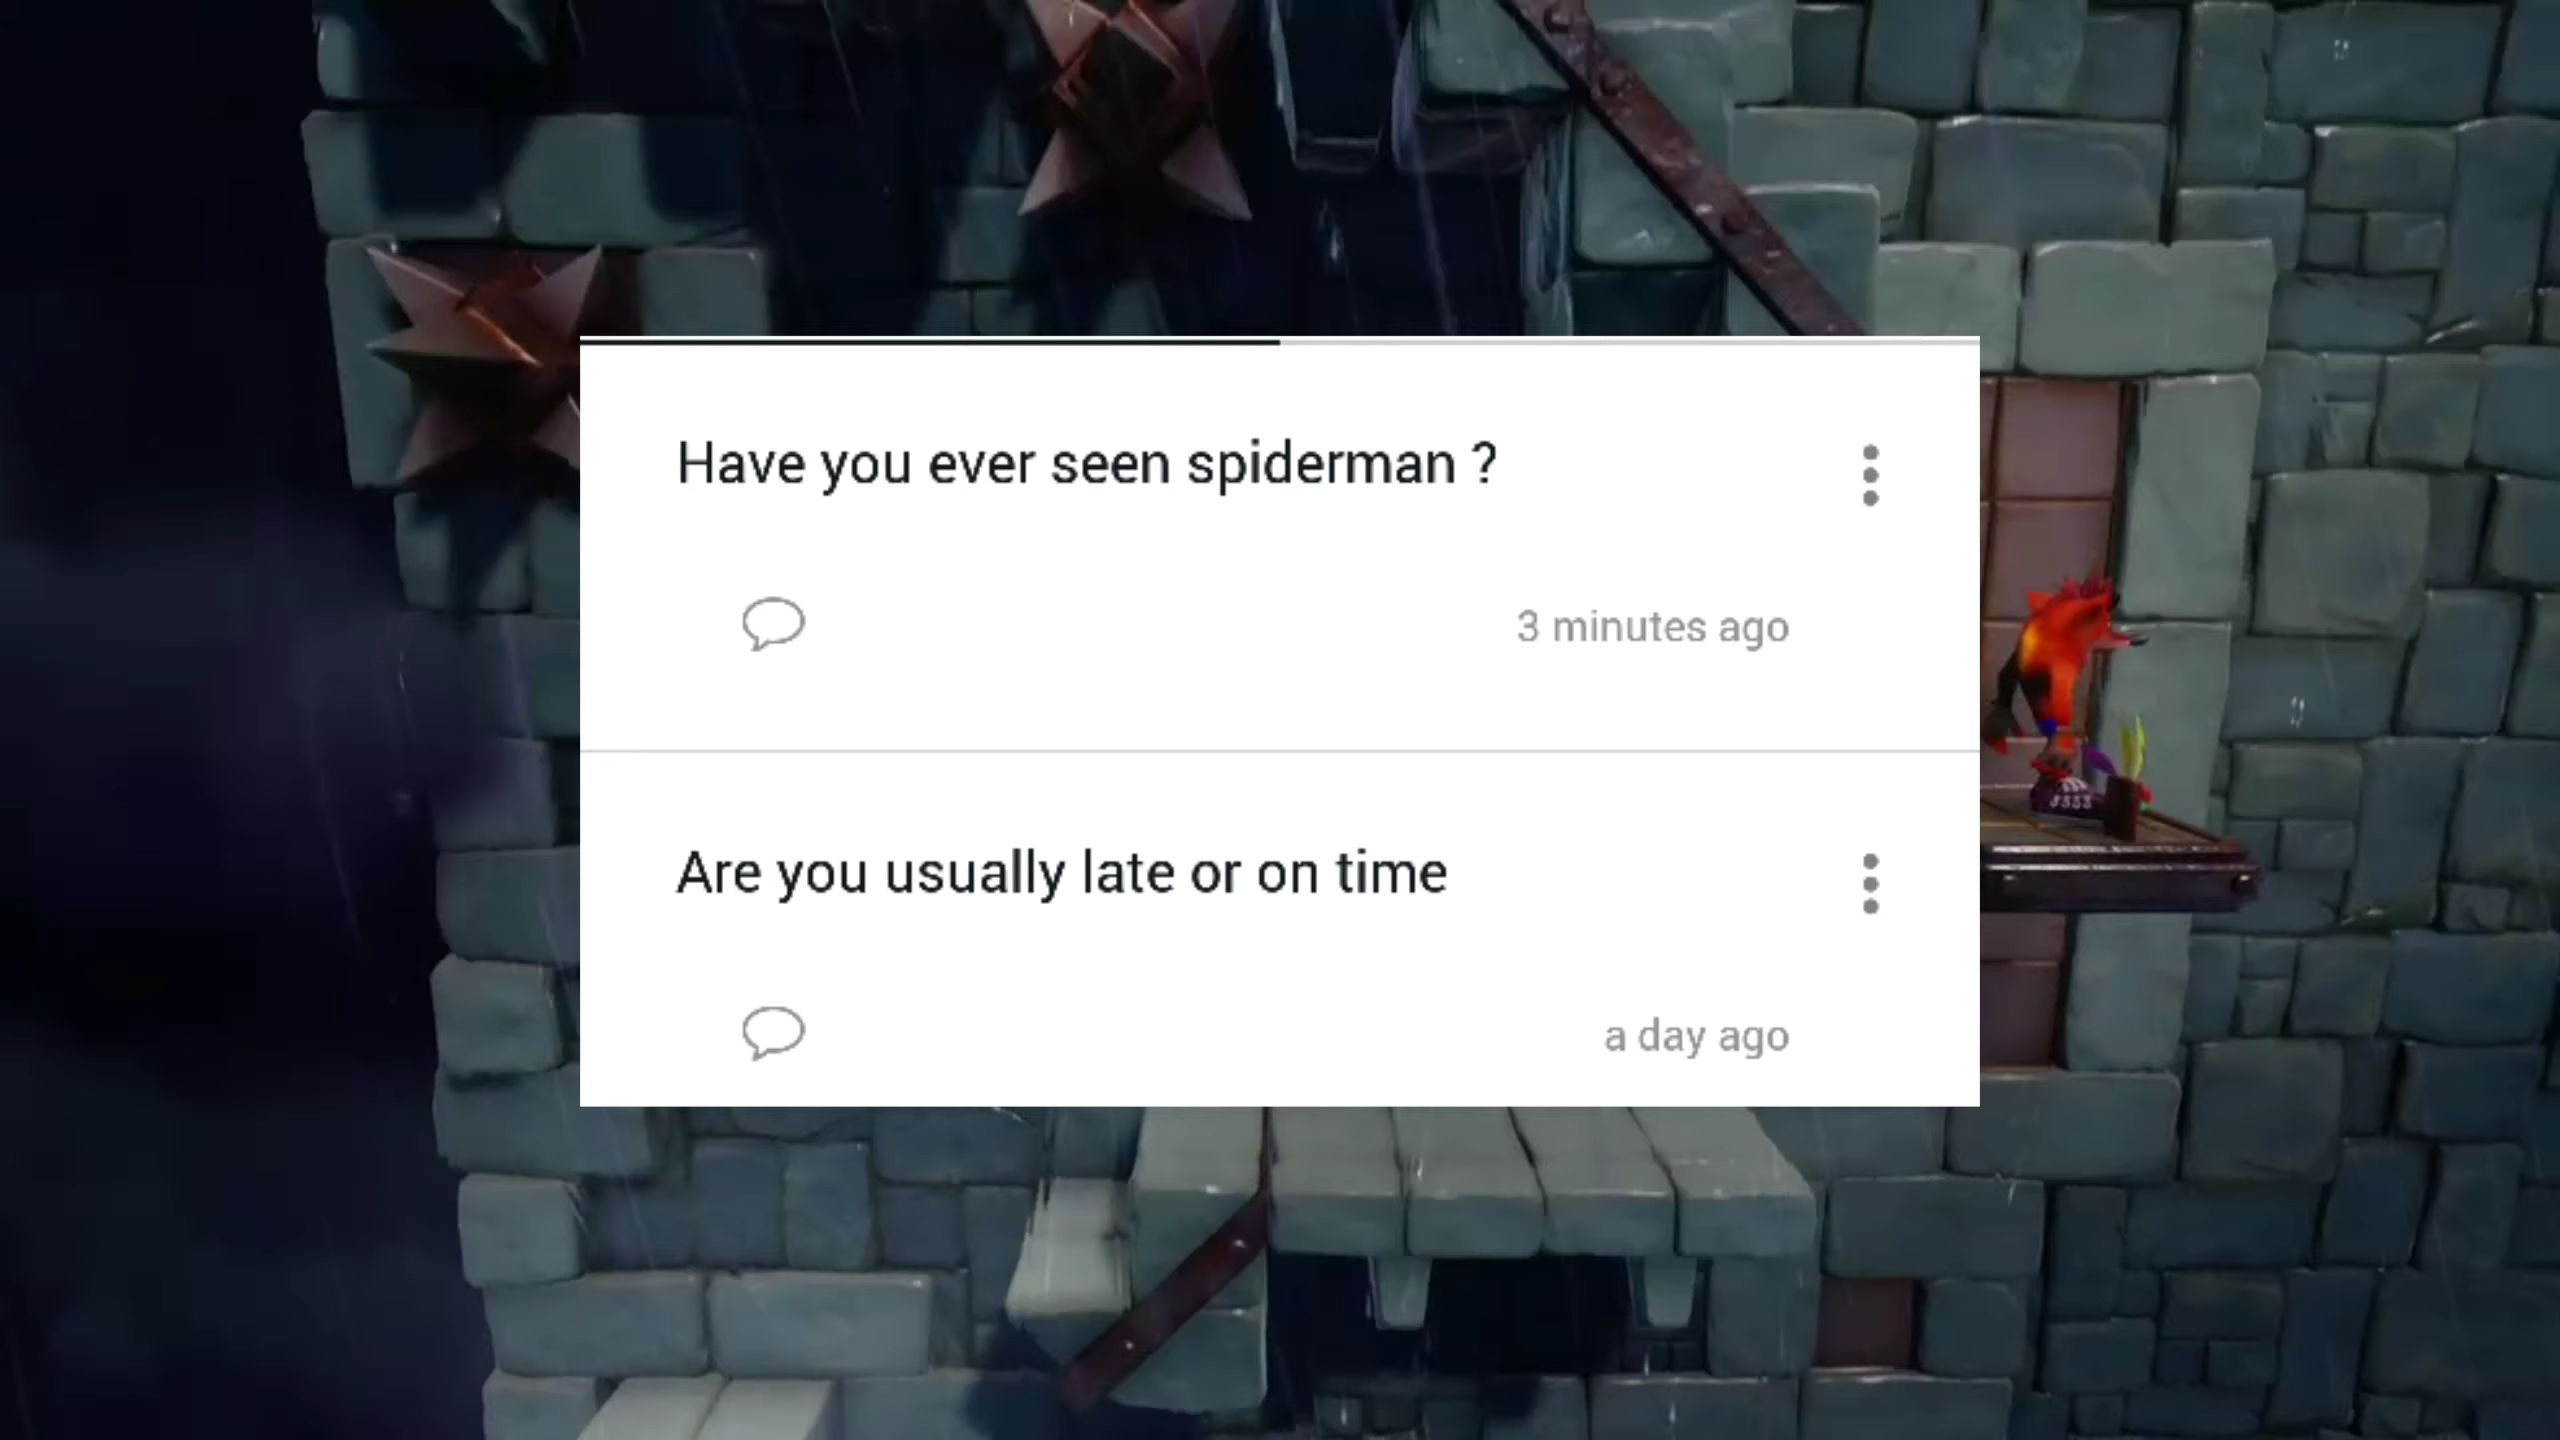 Have you ever seen spiderman ?
3 minutes ago
Are you usually late or on time
a day ago